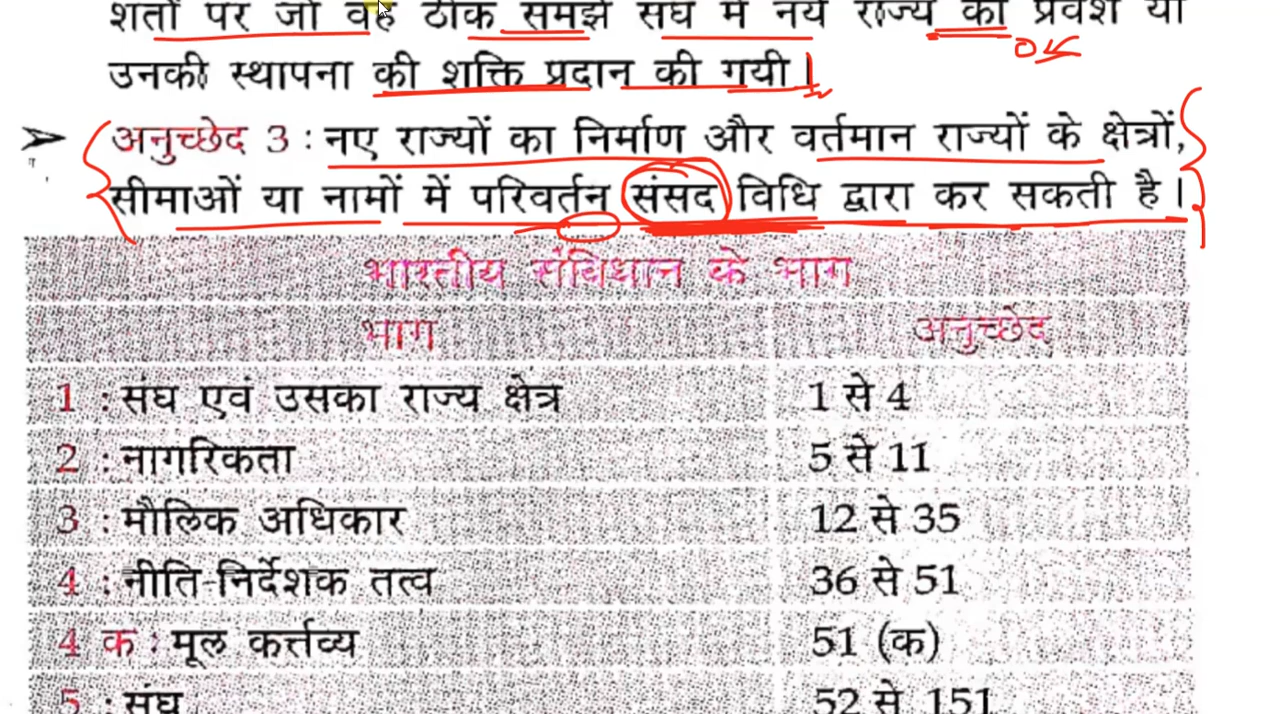 शर्तों पर जो वह ठीक समझे संघ में नये राज्य को प्रवेश या
उनकी स्थापना की शक्ति प्रदान की गयी।
अनुच्छेद 3 : नए राज्यों का निर्माण और वर्तमान राज्यों के क्षेत्रों,
सीमाओं या नामों में परिवर्तन संसद विधि द्वारा कर सकती है।
भारतीय संविधान के भाग
भाग अनुच्छेद
1 : संघ एवं उसका राज्य क्षेत्र 1 से 4
2 : नागरिकता 5 से 11
3 : मौलिक अधिकार 12 से 35
4 : नीति-निर्देशक तत्व 36 से 51
4 क : मूल कर्त्तव्य 51 (क)
5 : संघ 52 से 151